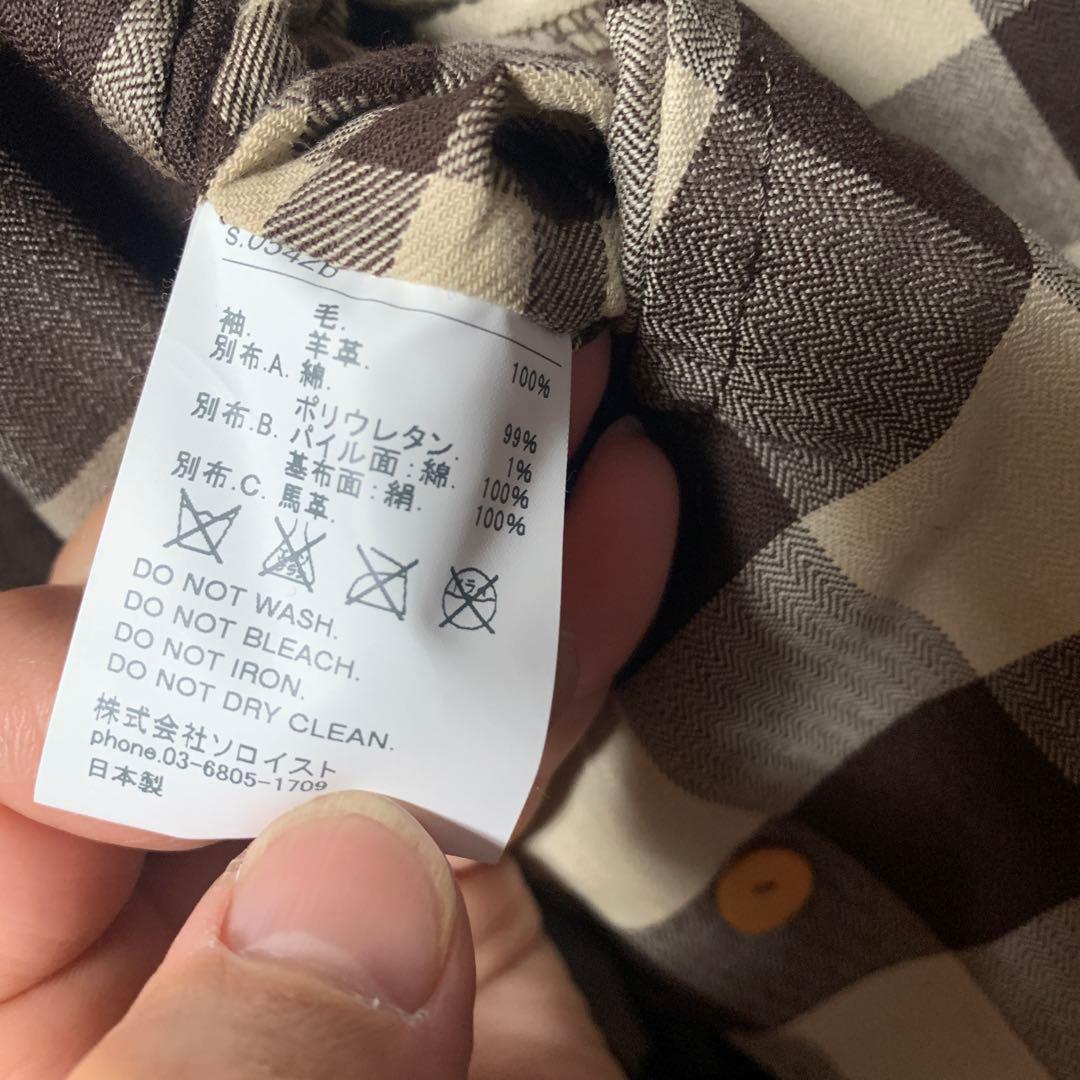 s.0542b
毛. 100%
袖. 羊革.
別布.A. 綿. 99%
ポリウレタン. 1%
別布.B. パイル面:綿. 100%
基布面:絹. 100%
別布.C. 馬革.
DO NOT WASH.
DO NOT BLEACH.
DO NOT IRON.
DO NOT DRY CLEAN.
株式会社ソロイスト
phone.03-6805-1709
日本製